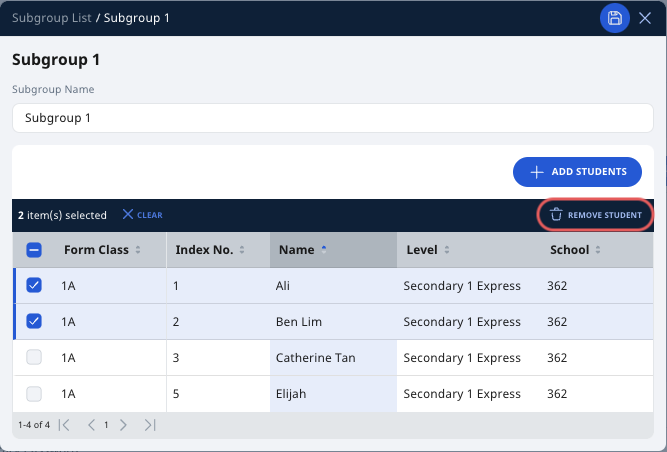 Subgroup List / Subgroup 1
Subgroup 1
Subgroup Name
Subgroup 1
ADD STUDENTS
2 item(s) selected CLEAR REMOVE STUDENT
Form Class Index No. Name Level School
1A 1 Ali Secondary 1 Express 362
1A 2 Ben Lim Secondary 1 Express 362
1A 3 Catherine Tan Secondary 1 Express 362
1A 5 Elijah Secondary 1 Express 362
1-4 of 4 1